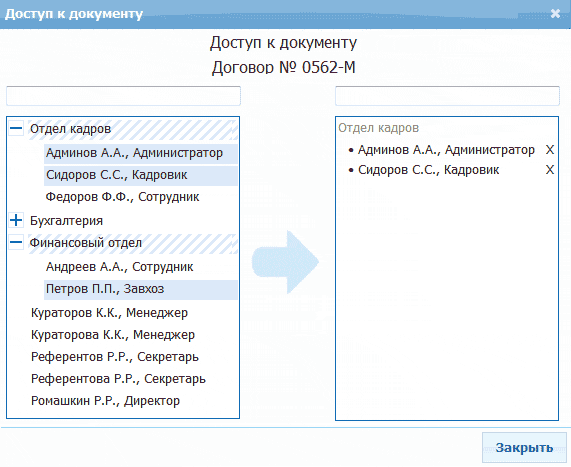 Доступ к документу
Доступ к документу
Договор № 0562-М
Отдел кадров
Админов А.А., Администратор
Сидоров С.С., Кадровик
Федоров Ф.Ф., Сотрудник
Бухгалтерия
Финансовый отдел
Андреев А.А., Сотрудник
Петров П.П., Завхоз
Кураторов К.К., Менеджер
Кураторова К.К., Менеджер
Референтов Р.Р., Секретарь
Референтова Р.Р., Секретарь
Ромашкин Р.Р., Директор
Отдел кадров
• Админов А.А., Администратор X
• Сидоров С.С., Кадровик X
Закрыть